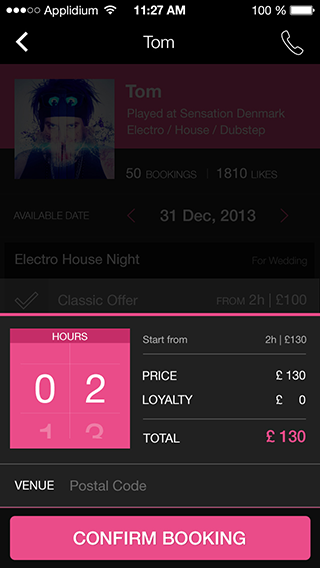 Applidium 11:27 AM 100 %
Tom
Tom
Played at Sensation Denmark
Electro / House / Dubstep
50 BOOKINGS | 1810 LIKES
AVAILABLE DATE 31 Dec, 2013
Electro House Night For Wedding
Classic Offer FROM 2h | £100
HOURS
0 2
1 3
Start from 2h | £130
PRICE £ 130
LOYALTY £ 0
TOTAL £ 130
VENUE Postal Code
CONFIRM BOOKING